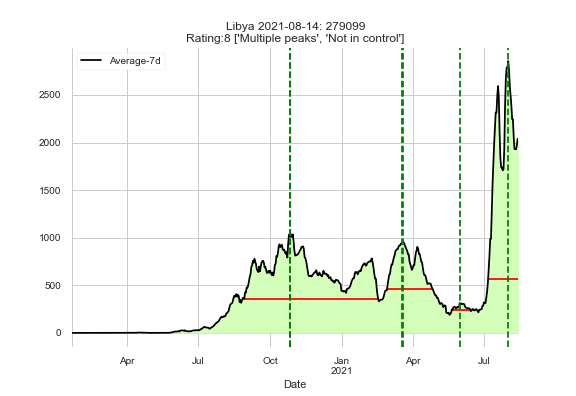 Libya 2021-08-14: 279099
Rating:8 ['Multiple peaks', 'Not in control']
Average-7d
2500
2000
1500
1000
500
0
Apr Jul Oct Jan Apr Jul
2021
Date